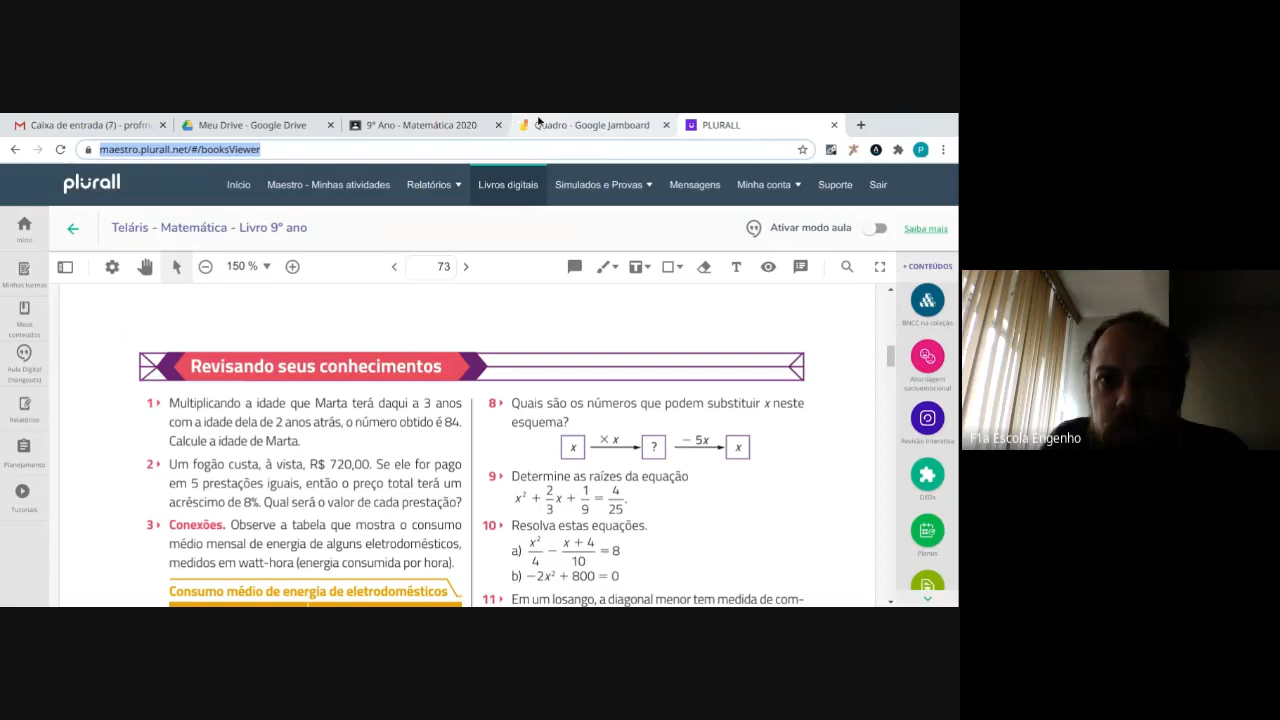 Caixa de entrada (7) - profm
Meu Drive - Google Drive
9º Ano - Matemática 2020
Quadro - Google Jamboard
PLURALL
maestro.plurall.net/#/booksViewer
P
plurall
Início
Maestro - Minhas atividades
Relatórios
Livros digitais
Simulados e Provas
Mensagens
Minha conta
Suporte
Sair
Teláris - Matemática - Livro 9º ano
Ativar modo aula
Saiba mais
150 %
73
+ CONTEÚDOS
Início
Minhas turmas
Meus
conteúdos
Aula Digital
(Hangouts)
Relatórios
Planejamento
Tutoriais
Revisando seus conhecimentos
1 Multiplicando a idade que Marta terá daqui a 3 anos
com a idade dela de 2 anos atrás, o número obtido é 84.
Calcule a idade de Marta.
2 Um fogão custa, à vista, R$ 720,00. Se ele for pago
em 5 prestações iguais, então o preço total terá um
acréscimo de 8%. Qual será o valor de cada prestação?
3 Conexões. Observe a tabela que mostra o consumo
médio mensal de energia de alguns eletrodomésticos,
medidos em watt-hora (energia consumida por hora).
Consumo médio de energia de eletrodomésticos
8 Quais são os números que podem substituir x neste
esquema?
x × x ? − 5x x
9 Determine as raízes da equação
x² + 2/3 x + 1/9 = 4/25.
10 Resolva estas equações.
a) x²/4 − (x + 4)/10 = 8
b) −2x² + 800 = 0
11 Em um losango, a diagonal menor tem medida de com-
BNCC na coleção
Abordagem
socioemocional
Revisão Interativa
OEDs
Planos
F1a Escola Engenho